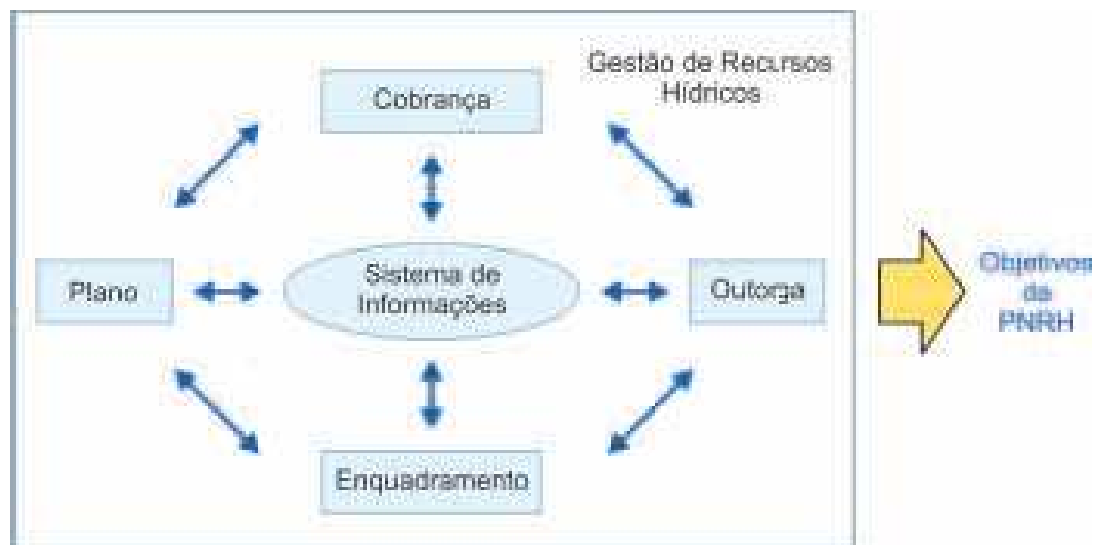 Gestão de Recursos
Hídricos
Cobrança
Plano
Sistema de
Informações
Outorga
Enquadramento
Objetivos
da
PNRH